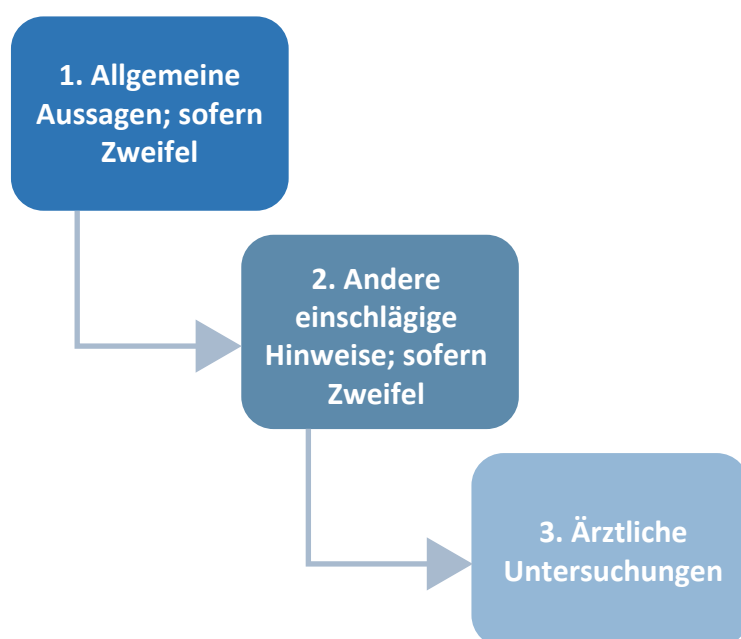 1. Allgemeine
Aussagen; sofern
Zweifel
2. Andere
einschlägige
Hinweise; sofern
Zweifel
3. Ärztliche
Untersuchungen